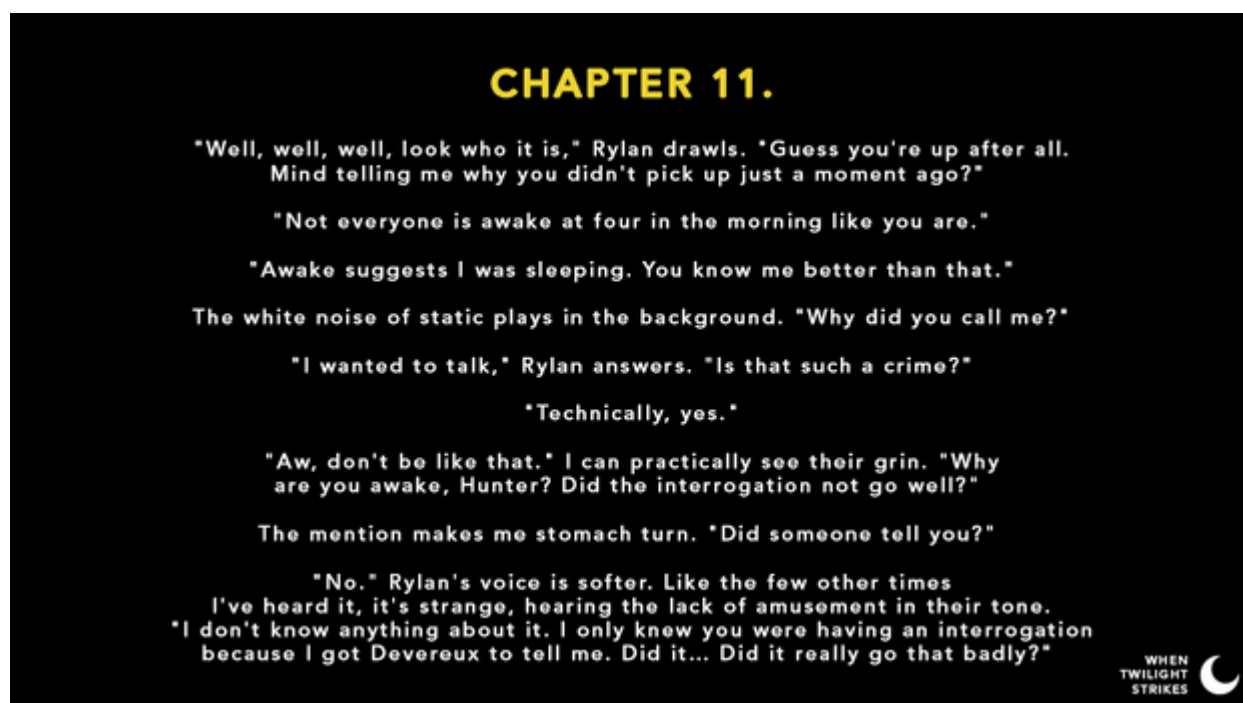 CHAPTER 11.
"Well, well, well, look who it is," Rylan drawls. "Guess you're up after all.
Mind telling me why you didn't pick up just a moment ago?"
"Not everyone is awake at four in the morning like you are."
"Awake suggests I was sleeping. You know me better than that."
The white noise of static plays in the background. "Why did you call me?"
"I wanted to talk," Rylan answers. "Is that such a crime?"
"Technically, yes."
"Aw, don't be like that." I can practically see their grin. "Why
are you awake, Hunter? Did the interrogation not go well?"
The mention makes me stomach turn. "Did someone tell you?"
"No." Rylan's voice is softer. Like the few other times
I've heard it, it's strange, hearing the lack of amusement in their tone.
"I don't know anything about it. I only knew you were having an interrogation
because I got Devereux to tell me. Did it... Did it really go that badly?"
WHEN
TWILIGHT
STRIKES